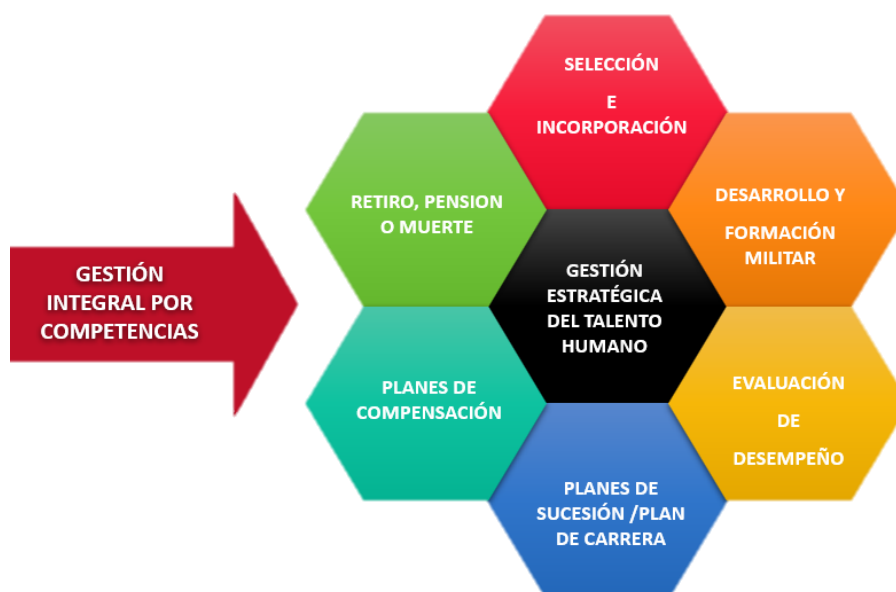 GESTIÓN
INTEGRAL POR
COMPETENCIAS
SELECCIÓN
E
INCORPORACIÓN
DESARROLLO Y
FORMACIÓN
MILITAR
EVALUACIÓN
DE
DESEMPEÑO
PLANES DE
SUCESIÓN /PLAN
DE CARRERA
PLANES DE
COMPENSACIÓN
RETIRO, PENSION
O MUERTE
GESTIÓN
ESTRATÉGICA
DEL TALENTO
HUMANO